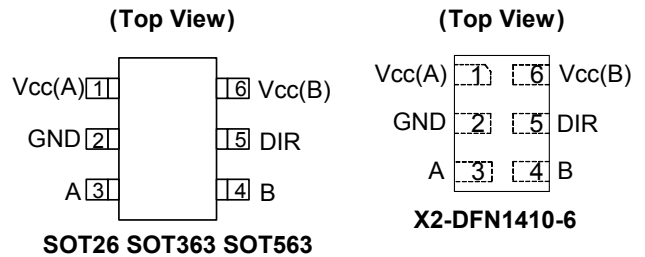 (Top View)
Vcc(A) 1 6 Vcc(B)
GND 2 5 DIR
A 3 4 B
SOT26 SOT363 SOT563
(Top View)
Vcc(A) 1 6 Vcc(B)
GND 2 5 DIR
A 3 4 B
X2-DFN1410-6